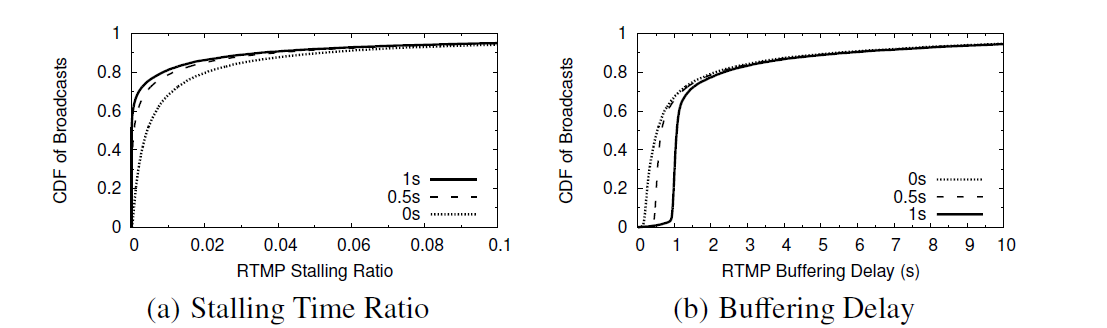 CDF of Broadcasts
1
0.8
0.6
0.4
0.2
0
1s
0.5s
0s
0 0.02 0.04 0.06 0.08 0.1
RTMP Stalling Ratio
(a) Stalling Time Ratio
CDF of Broadcasts
1
0.8
0.6
0.4
0.2
0
0s
0.5s
1s
0 1 2 3 4 5 6 7 8 9 10
RTMP Buffering Delay (s)
(b) Buffering Delay